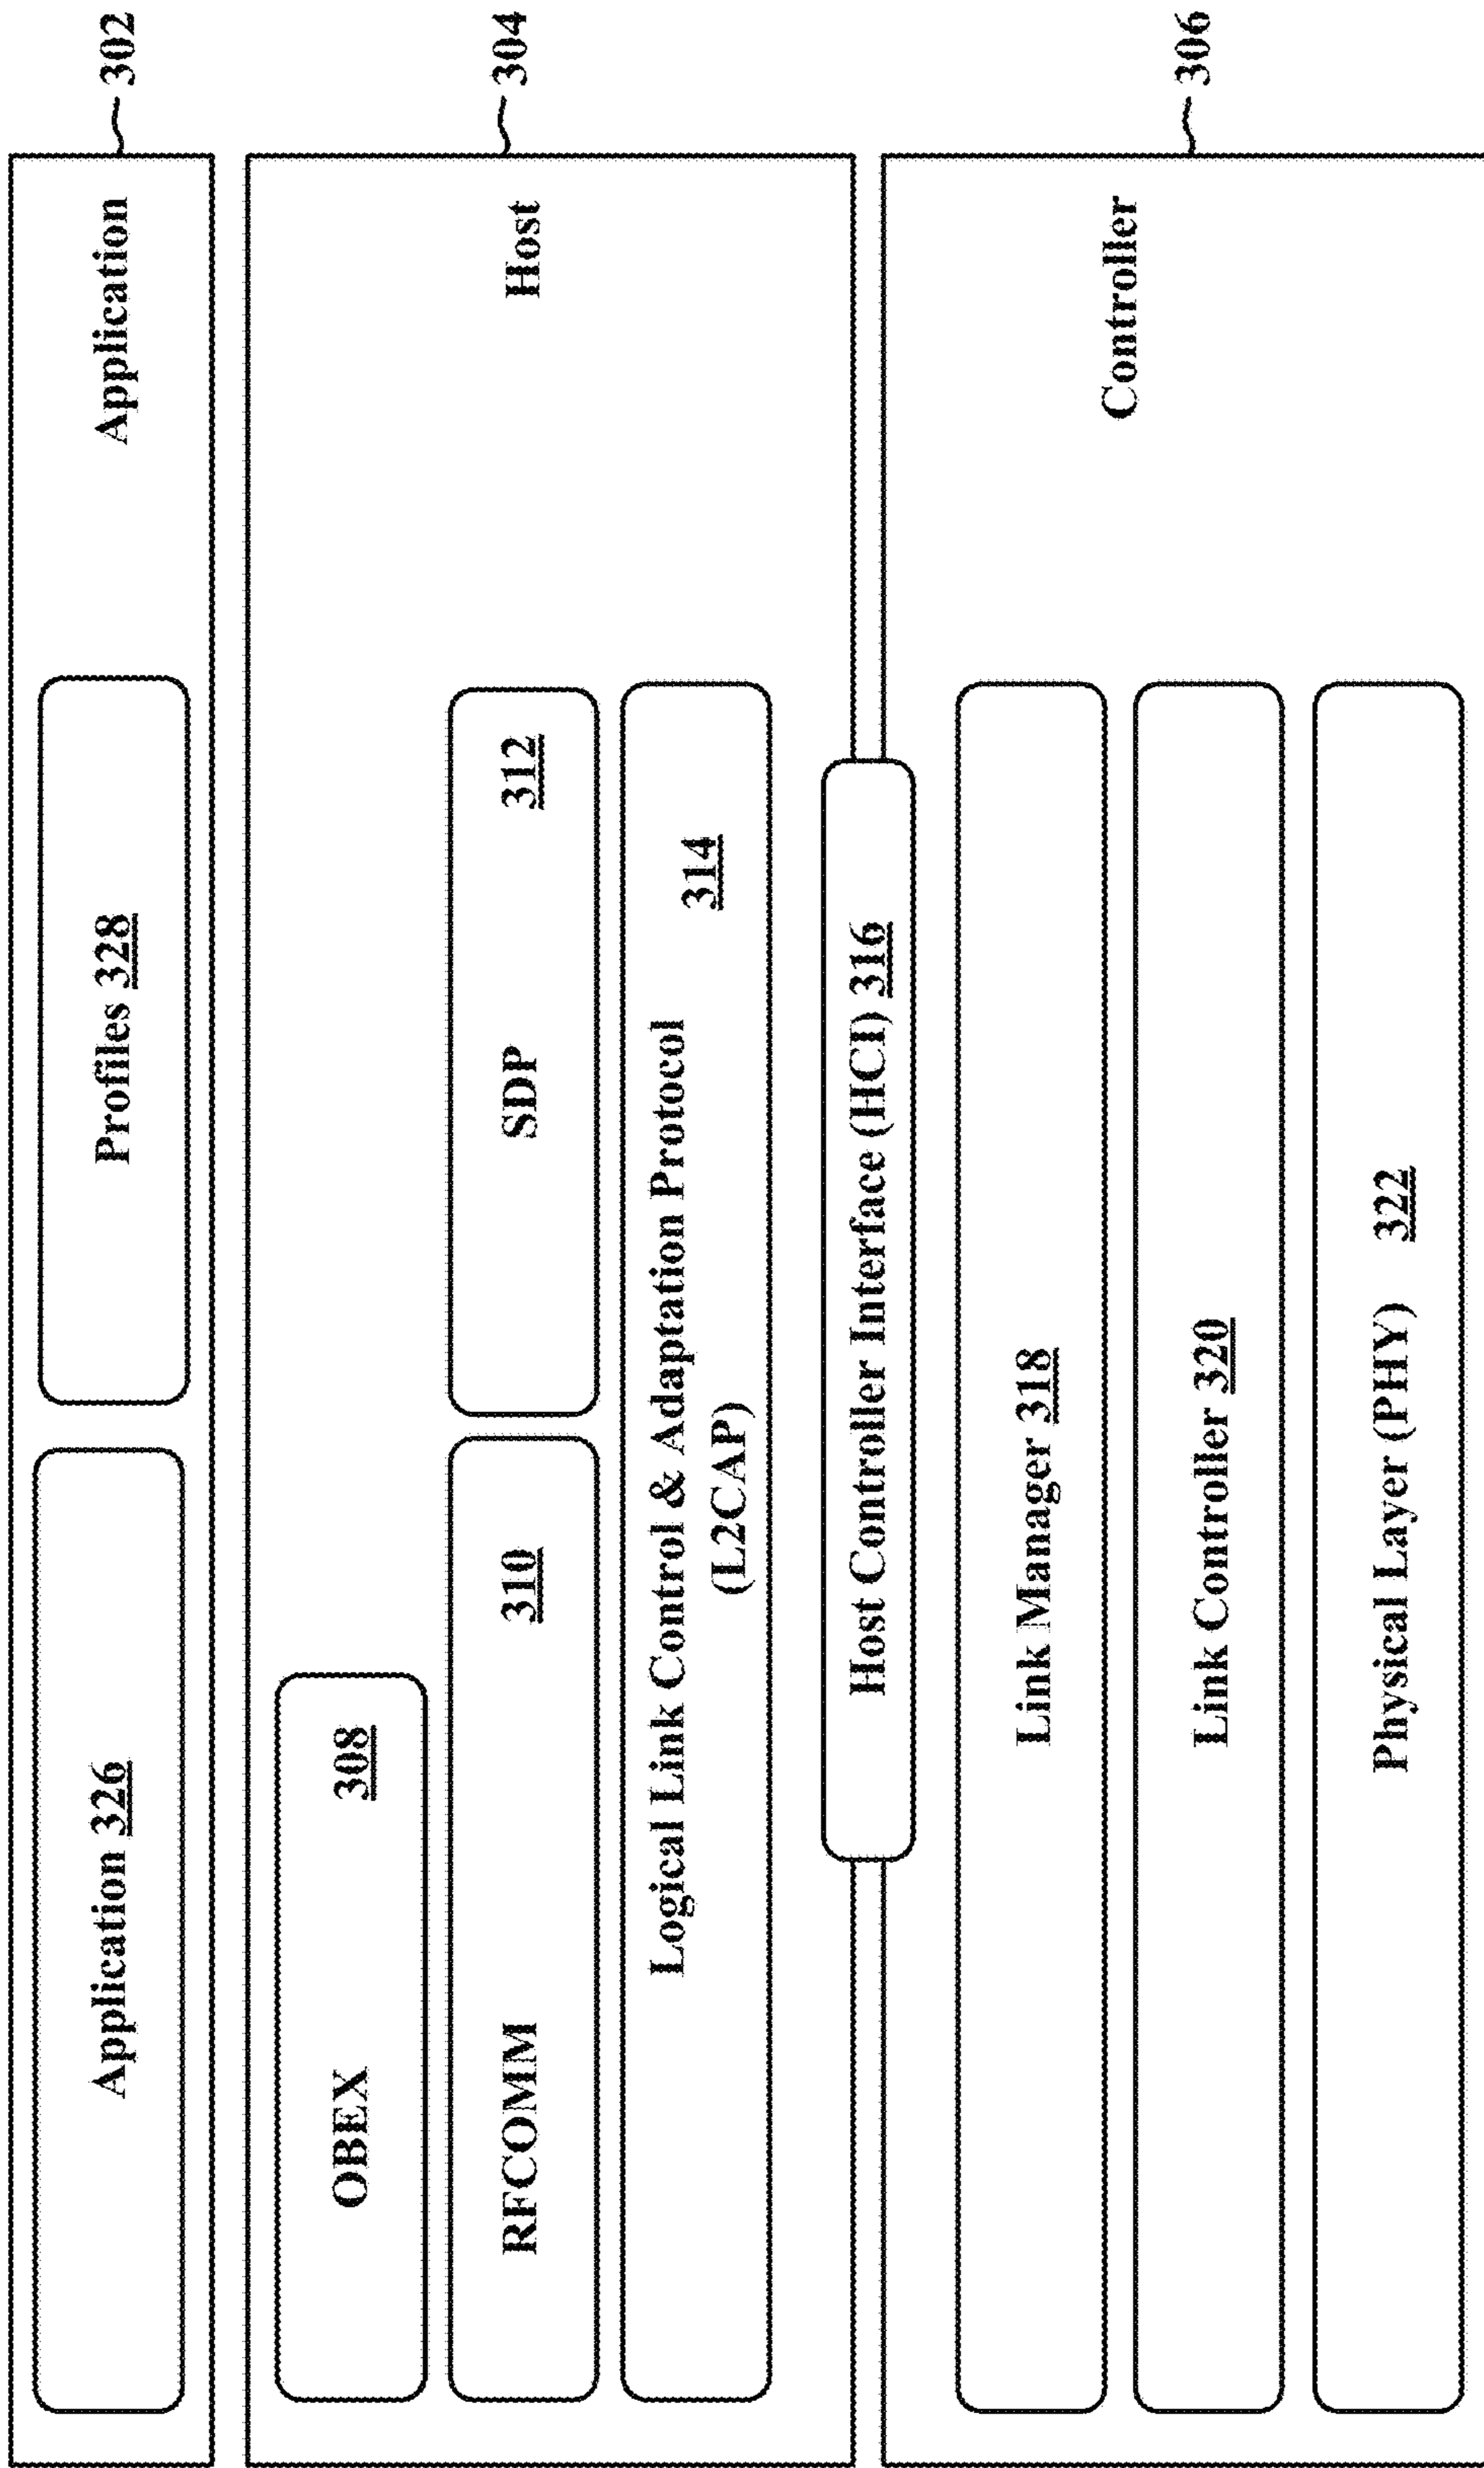 Application 326
Profiles 328
Application
302
OBEX 308
Host
304
RFCOMM 310
SDP 312
Logical Link Control & Adaptation Protocol
(L2CAP)
314
Host Controller Interface (HCI) 316
Link Manager 318
Controller
306
Link Controller 320
Physical Layer (PHY) 322